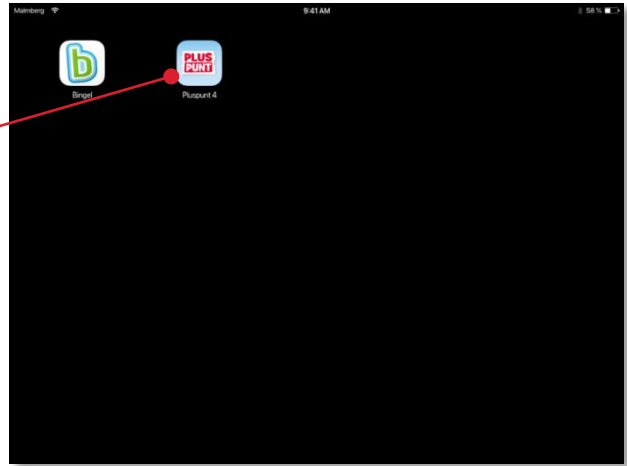 Malmberg 9:41 AM 58 %
b
PLUS
PUNT
Bingel Pluspunt 4